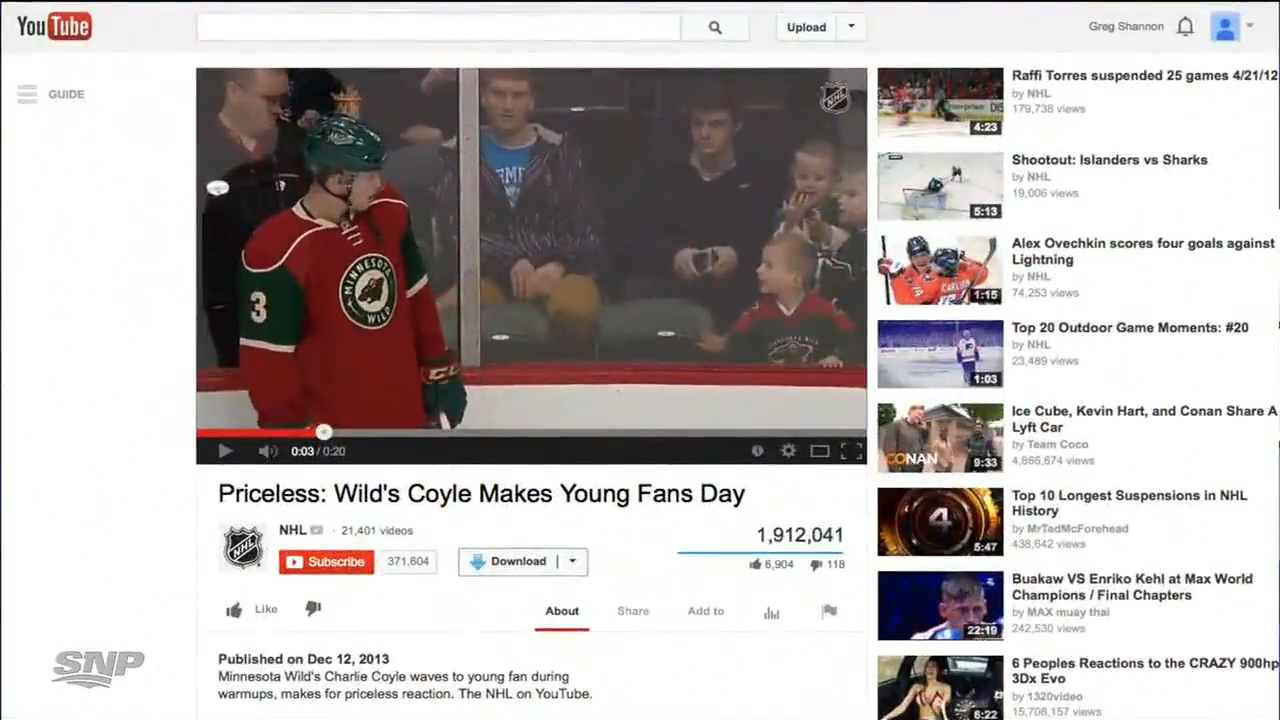 YouTube
Upload
Greg Shannon
GUIDE
NHL
3
MINNESOTA
WILD
CCM
0:03 / 0:20
Priceless: Wild's Coyle Makes Young Fans Day
NHL · 21,401 videos
Subscribe 371,604
Download
1,912,041
6,904 118
Like
About Share Add to
Published on Dec 12, 2013
Minnesota Wild's Charlie Coyle waves to young fan during
warmups, makes for priceless reaction. The NHL on YouTube.
SNP
4:23
Raffi Torres suspended 25 games 4/21/12
by NHL
179,738 views
5:13
Shootout: Islanders vs Sharks
by NHL
19,006 views
1:15
Alex Ovechkin scores four goals against
Lightning
by NHL
74,253 views
1:03
Top 20 Outdoor Game Moments: #20
by NHL
23,489 views
CONAN
9:33
Ice Cube, Kevin Hart, and Conan Share A
Lyft Car
by Team Coco
4,866,674 views
4
5:47
Top 10 Longest Suspensions in NHL
History
by MrTedMcForehead
438,642 views
22:19
Buakaw VS Enriko Kehl at Max World
Champions / Final Chapters
by MAX muay thai
242,530 views
6:22
6 Peoples Reactions to the CRAZY 900hp
3Dx Evo
by 1320video
15,708,157 views